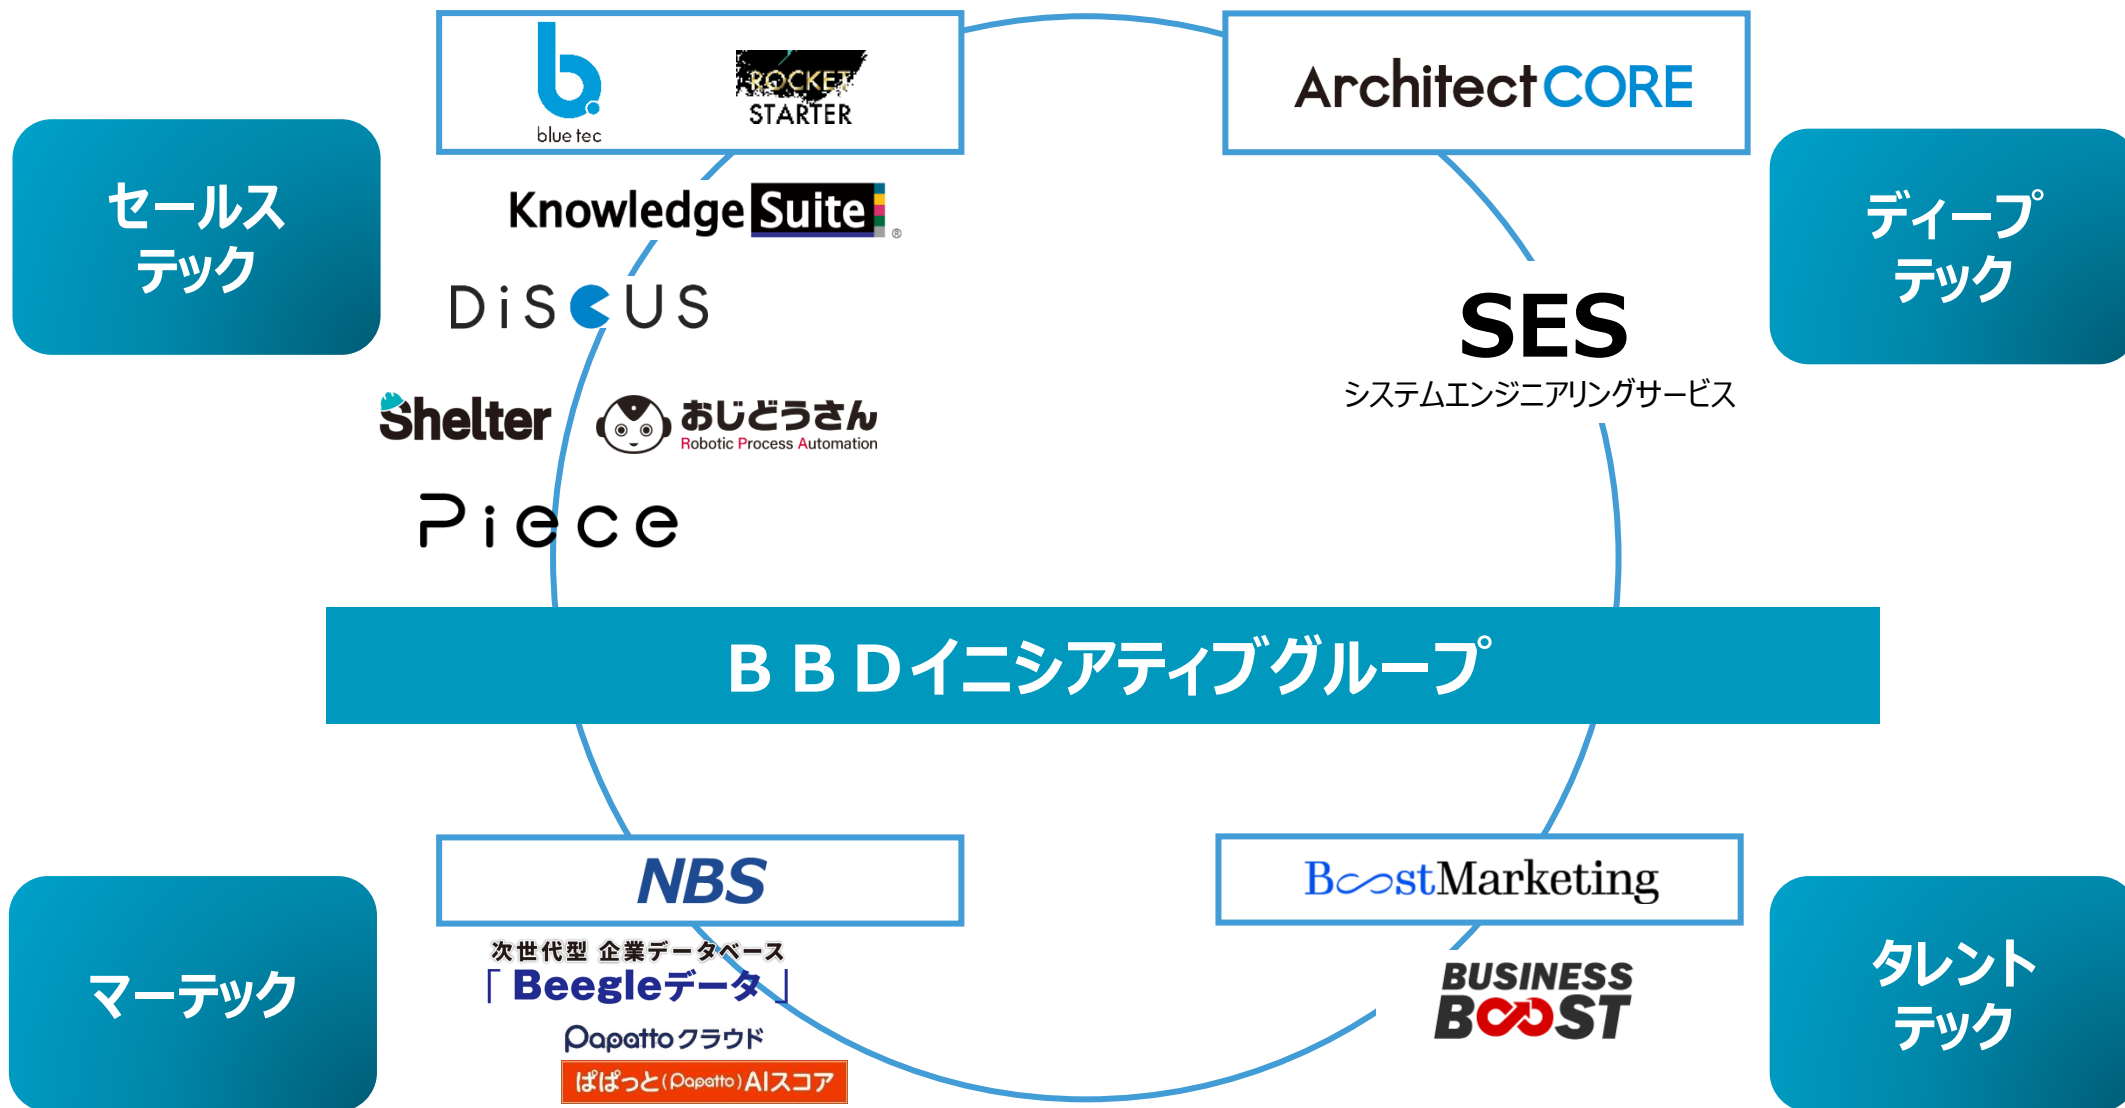 blue tec
ROCKET
STARTER
ArchitectCORE
セールス
テック
Knowledge Suite ®
DiSCUS
Shelter
おじどうさん
Robotic Process Automation
Piece
ディープ
テック
SES
システムエンジニアリングサービス
ＢＢＤイニシアティブグループ
マーテック
NBS
次世代型 企業データベース
「Beegleデータ」
Papattoクラウド
ぱぱっと(Papatto)AIスコア
BoostMarketing
BUSINESS
BOOST
タレント
テック